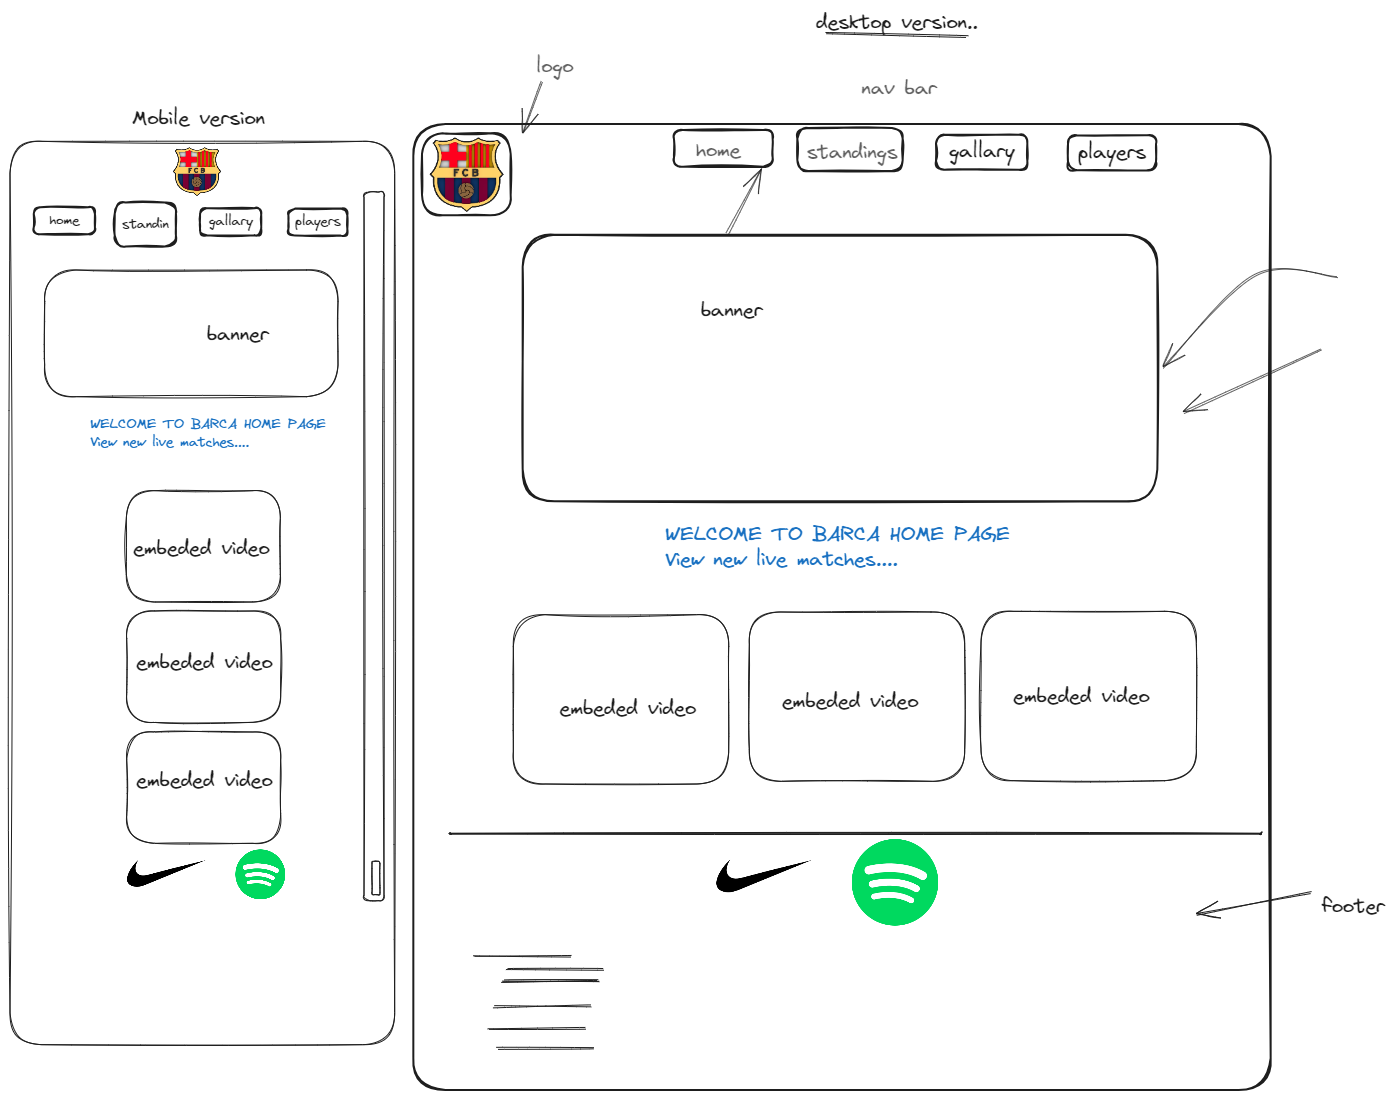 desktop version..
logo
nav bar
Mobile version
FCB
home
standin
gallary
players
banner
WELCOME TO BARCA HOME PAGE
View new live matches....
embeded video
embeded video
embeded video
FCB
home
standings
gallary
players
banner
WELCOME TO BARCA HOME PAGE
View new live matches....
embeded video
embeded video
embeded video
footer